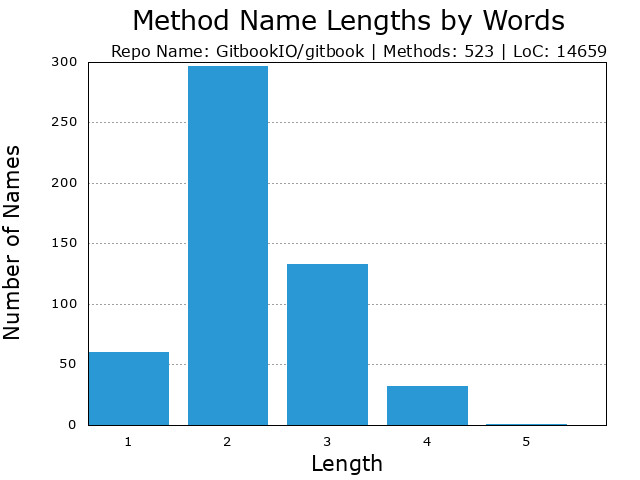 Method Name Lengths by Words
Repo Name: GitbookIO/gitbook | Methods: 523 | LoC: 14659
Number of Names
300
250
200
150
100
50
0
1 2 3 4 5
Length